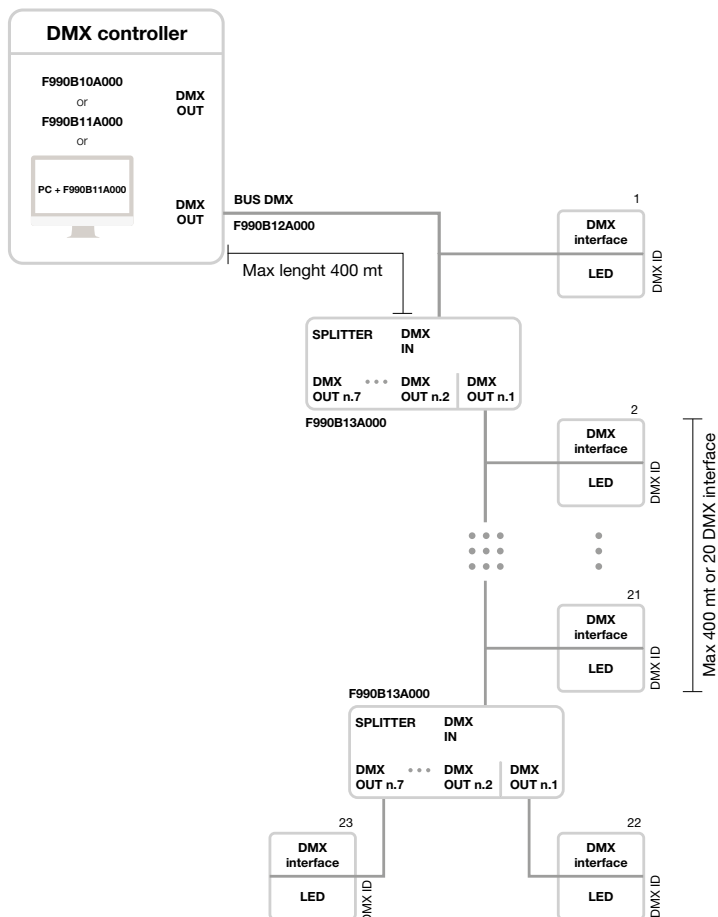 DMX controller
F990B10A000
or
F990B11A000
or
PC + F990B11A000
DMX
OUT
DMX
OUT
BUS DMX
F990B12A000
Max lenght 400 mt
1
DMX
interface
LED
DMX ID
SPLITTER
DMX
IN
DMX
OUT n.7
DMX
OUT n.2
DMX
OUT n.1
F990B13A000
2
DMX
interface
LED
DMX ID
Max 400 mt or 20 DMX interface
21
DMX
interface
LED
DMX ID
F990B13A000
SPLITTER
DMX
IN
DMX
OUT n.7
DMX
OUT n.2
DMX
OUT n.1
23
DMX
interface
LED
DMX ID
22
DMX
interface
LED
DMX ID